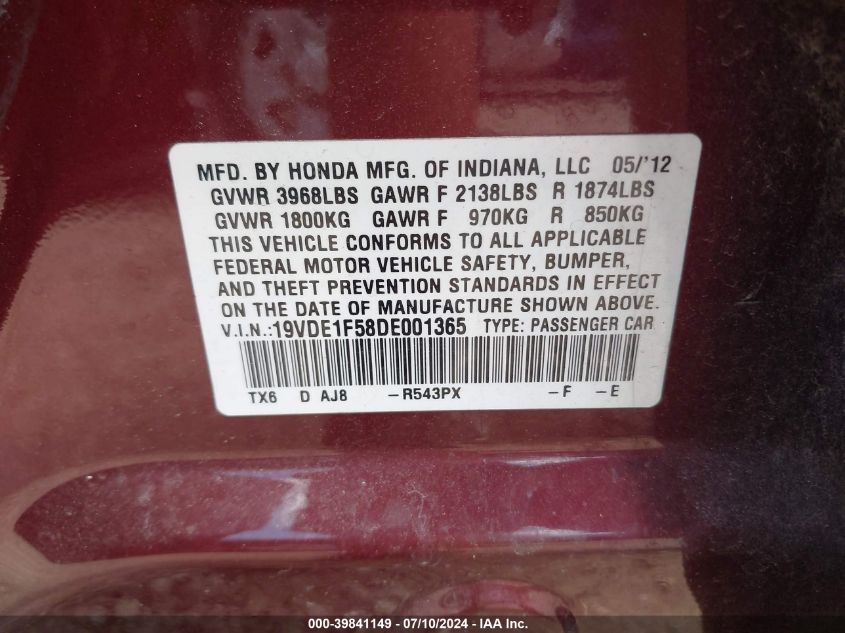 MFD. BY HONDA MFG. OF INDIANA, LLC 05/'12
GVWR 3968LBS GAWR F 2138LBS R 1874LBS
GVWR 1800KG GAWR F 970KG R 850KG
THIS VEHICLE CONFORMS TO ALL APPLICABLE
FEDERAL MOTOR VEHICLE SAFETY, BUMPER,
AND THEFT PREVENTION STANDARDS IN EFFECT
ON THE DATE OF MANUFACTURE SHOWN ABOVE.
V.I.N.:19VDE1F58DE001365 TYPE: PASSENGER CAR
TX6 D AJ8 -R543PX -F -E
000-39841149 - 07/10/2024 - IAA Inc.